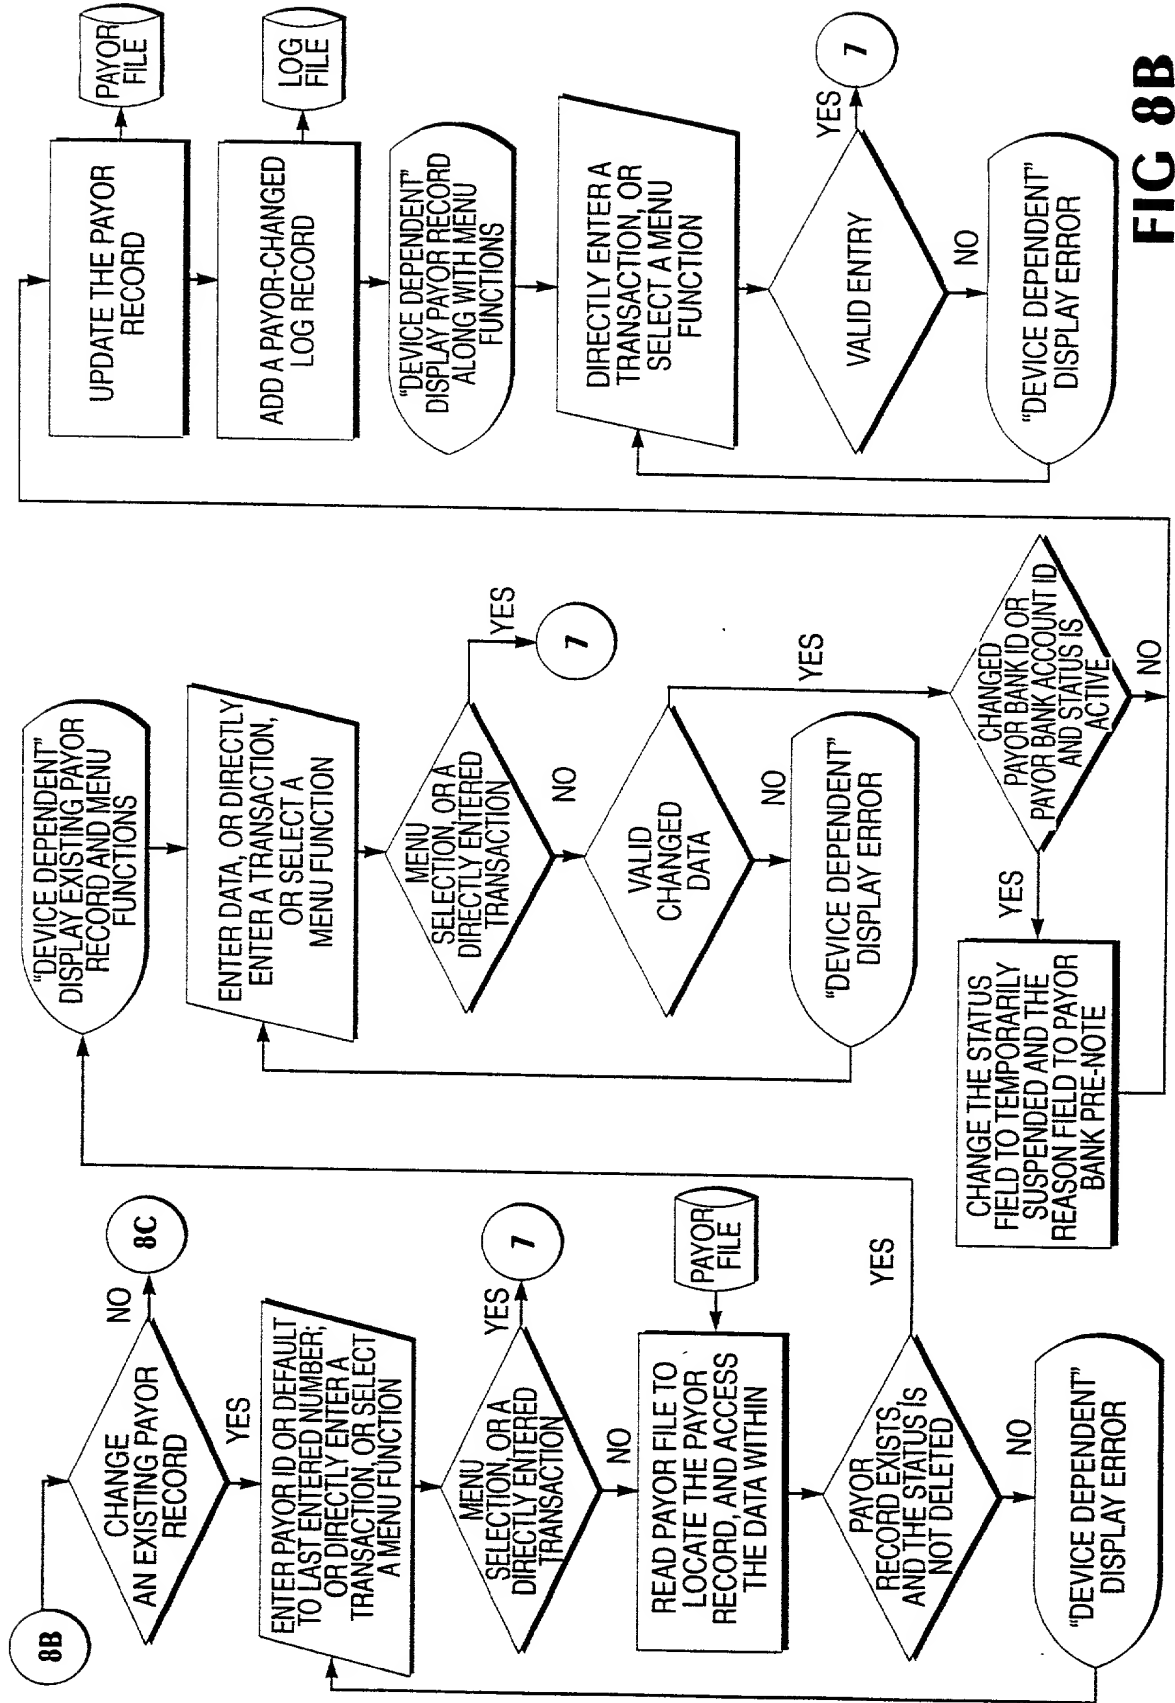 8B
CHANGE
AN EXISTING PAYOR
RECORD
NO
8C
YES
ENTER PAYOR ID OR DEFAULT
TO LAST ENTERED NUMBER;
OR DIRECTLY ENTER A
TRANSACTION, OR SELECT
A MENU FUNCTION
MENU
SELECTION, OR A
DIRECTLY ENTERED
TRANSACTION
YES
7
NO
READ PAYOR FILE TO
LOCATE THE PAYOR
RECORD, AND ACCESS
THE DATA WITHIN
PAYOR
FILE
PAYOR
RECORD EXISTS,
AND THE STATUS IS
NOT DELETED
YES
NO
"DEVICE DEPENDENT"
DISPLAY ERROR
"DEVICE DEPENDENT"
DISPLAY EXISTING PAYOR
RECORD AND MENU
FUNCTIONS
ENTER DATA, OR DIRECTLY
ENTER A TRANSACTION,
OR SELECT A
MENU FUNCTION
MENU
SELECTION, OR A
DIRECTLY ENTERED
TRANSACTION
YES
7
NO
VALID
CHANGED
DATA
YES
NO
"DEVICE DEPENDENT"
DISPLAY ERROR
CHANGED
PAYOR BANK ID OR
PAYOR BANK ACCOUNT ID
AND STATUS IS
ACTIVE
YES
NO
CHANGE THE STATUS
FIELD TO TEMPORARILY
SUSPENDED AND THE
REASON FIELD TO PAYOR
BANK PRE-NOTE
UPDATE THE PAYOR
RECORD
PAYOR
FILE
ADD A PAYOR-CHANGED
LOG RECORD
LOG
FILE
"DEVICE DEPENDENT"
DISPLAY PAYOR RECORD
ALONG WITH MENU
FUNCTIONS
DIRECTLY ENTER A
TRANSACTION, OR
SELECT A MENU
FUNCTION
VALID ENTRY
YES
7
NO
"DEVICE DEPENDENT"
DISPLAY ERROR
FIG 8B